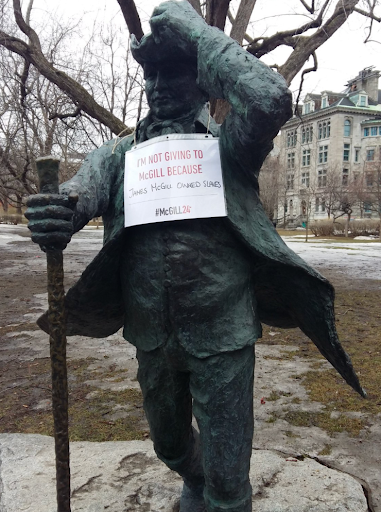 I'M NOT GIVING TO
McGILL BECAUSE
JAMES McGILL OWNED SLAVES
#McGILL24